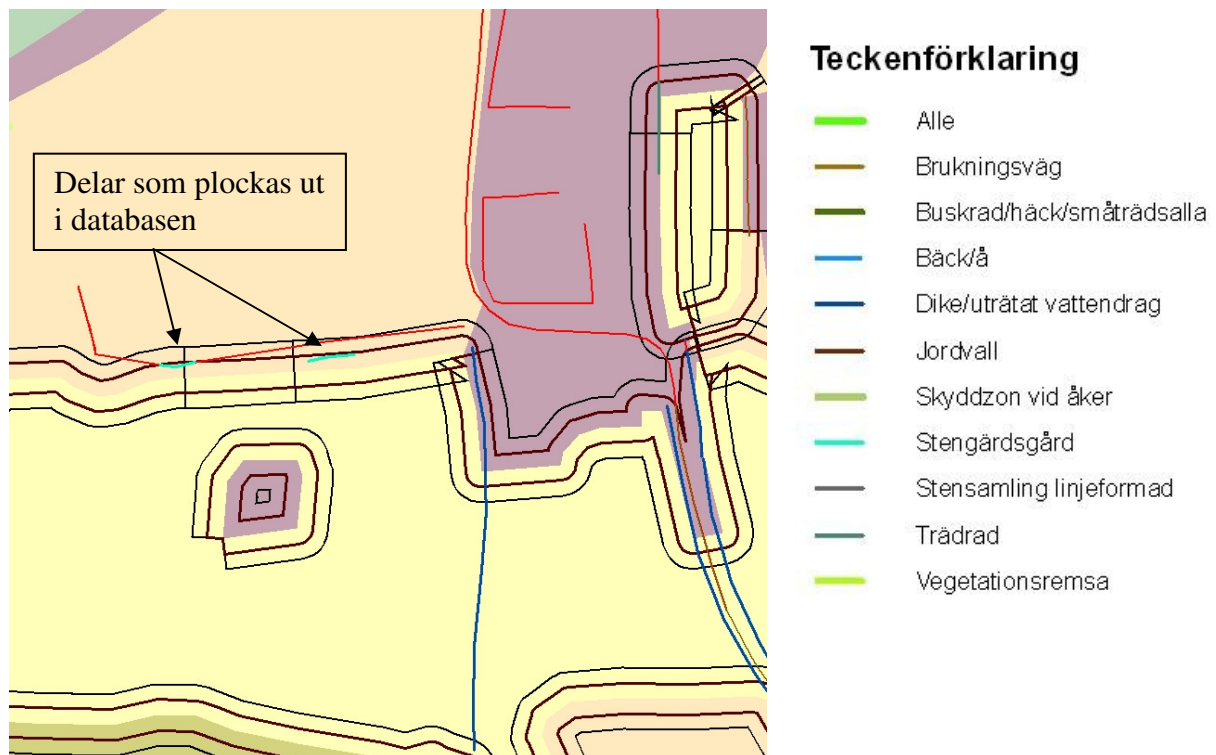 Delar som plockas ut
i databasen
Teckenförklaring
Alle
Brukningsväg
Buskrad/häck/småträdsalla
Bäck/å
Dike/uträtat vattendrag
Jordvall
Skyddzon vid åker
Stengärdsgård
Stensamling linjeformad
Trädrad
Vegetationsremsa